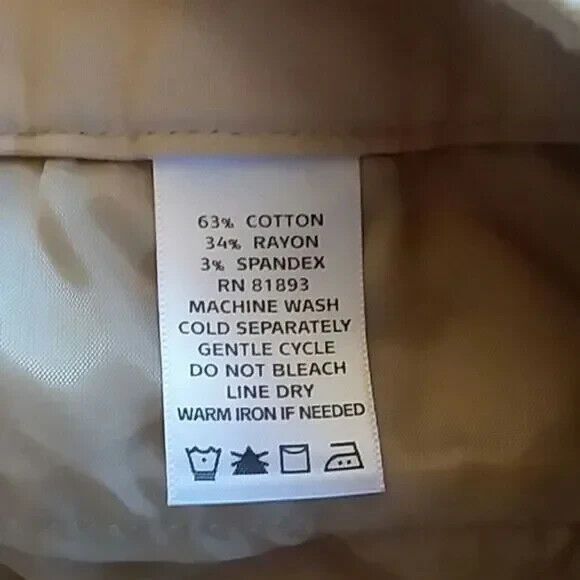 63% COTTON
34% RAYON
3% SPANDEX
RN 81893
MACHINE WASH
COLD SEPARATELY
GENTLE CYCLE
DO NOT BLEACH
LINE DRY
WARM IRON IF NEEDED